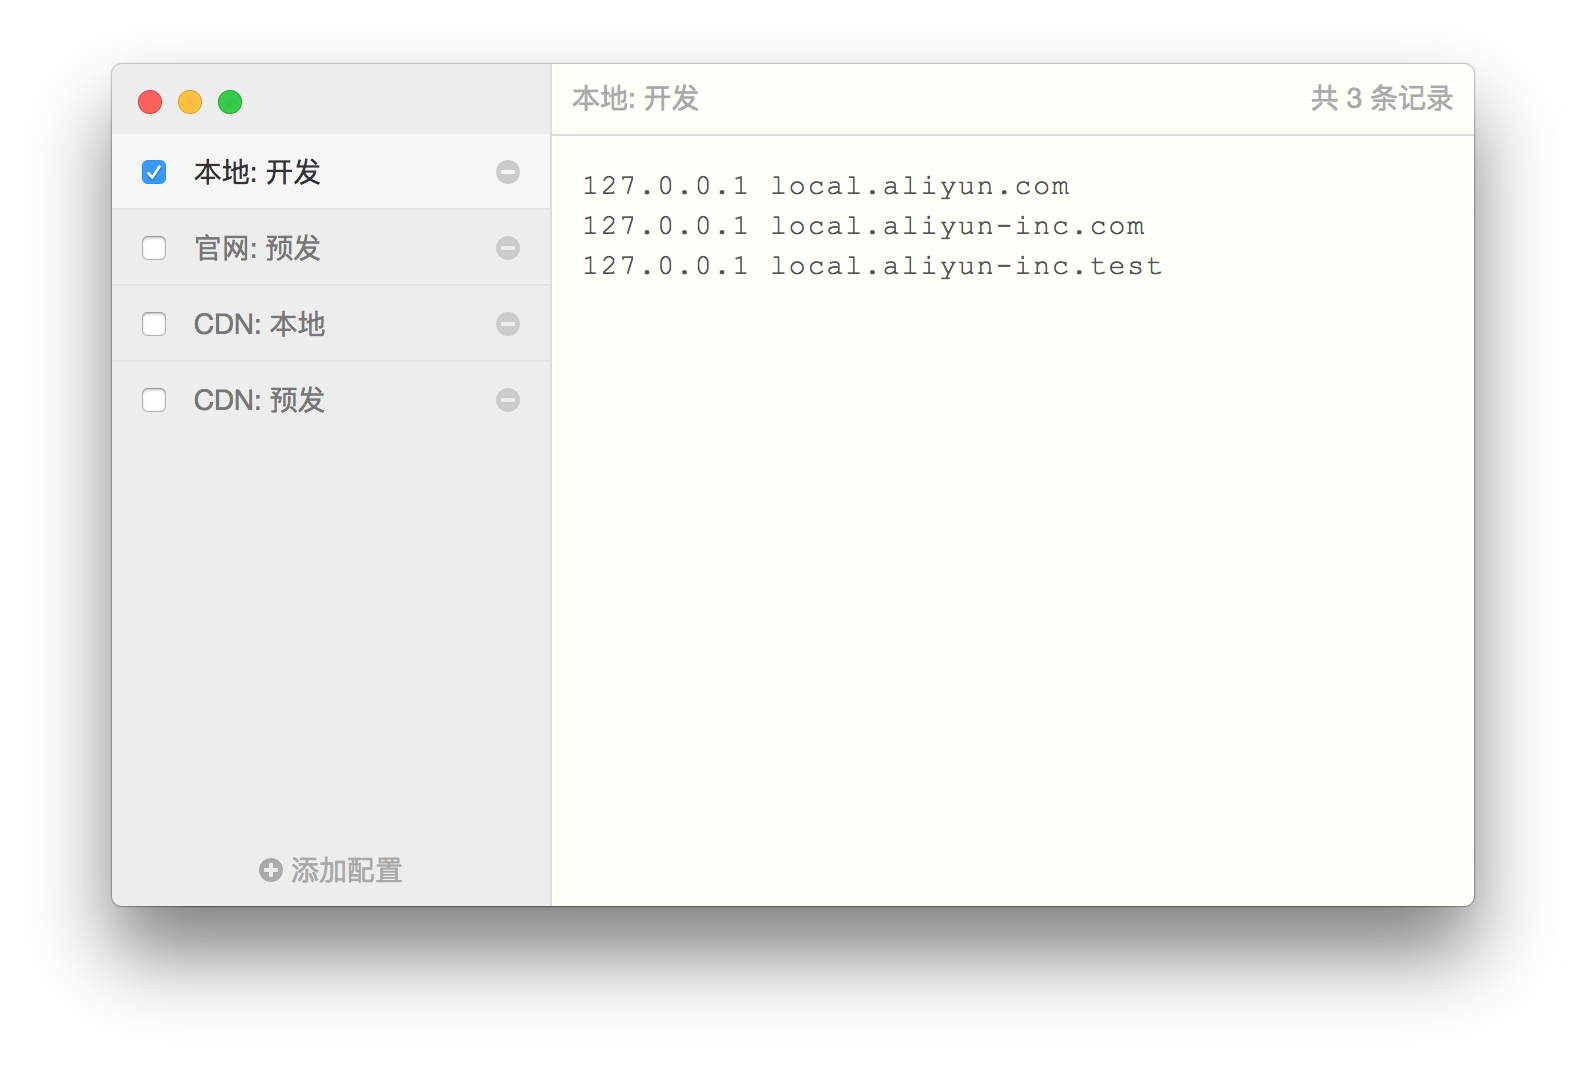 本地: 开发
官网: 预发
CDN: 本地
CDN: 预发
添加配置
本地: 开发
共 3 条记录
127.0.0.1 local.aliyun.com
127.0.0.1 local.aliyun-inc.com
127.0.0.1 local.aliyun-inc.test